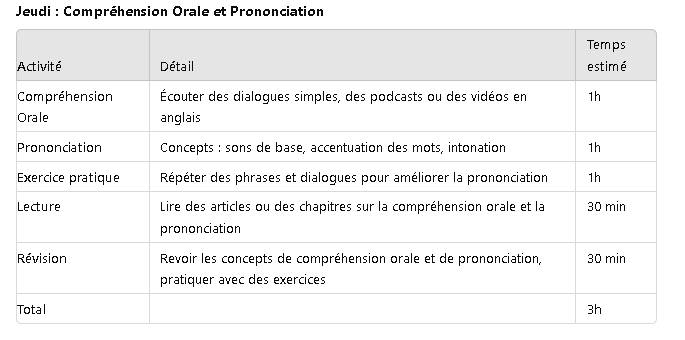 Jeudi : Compréhension Orale et Prononciation
Activité Détail Temps estimé
Compréhension Orale Écouter des dialogues simples, des podcasts ou des vidéos en anglais 1h
Prononciation Concepts : sons de base, accentuation des mots, intonation 1h
Exercice pratique Répéter des phrases et dialogues pour améliorer la prononciation 1h
Lecture Lire des articles ou des chapitres sur la compréhension orale et la prononciation 30 min
Révision Revoir les concepts de compréhension orale et de prononciation, pratiquer avec des exercices 30 min
Total 3h